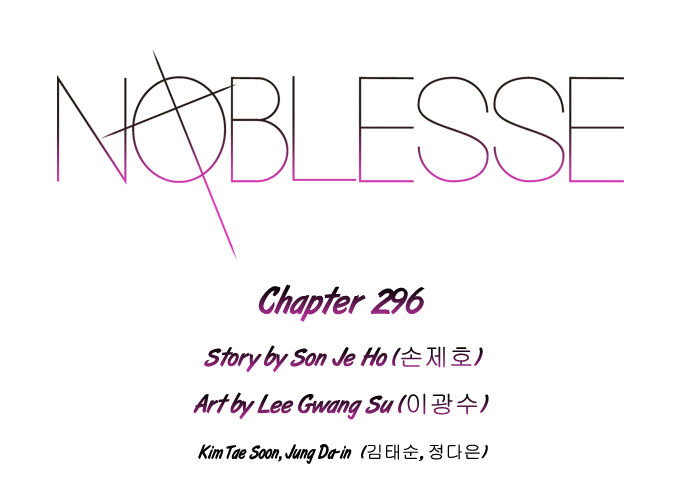 NOBLESSE
Chapter 296
Story by Son Je Ho (손제호)
Art by Lee Gwang Su (이광수)
Kim Tae Soon, Jung Da-in (김태순, 정다은)